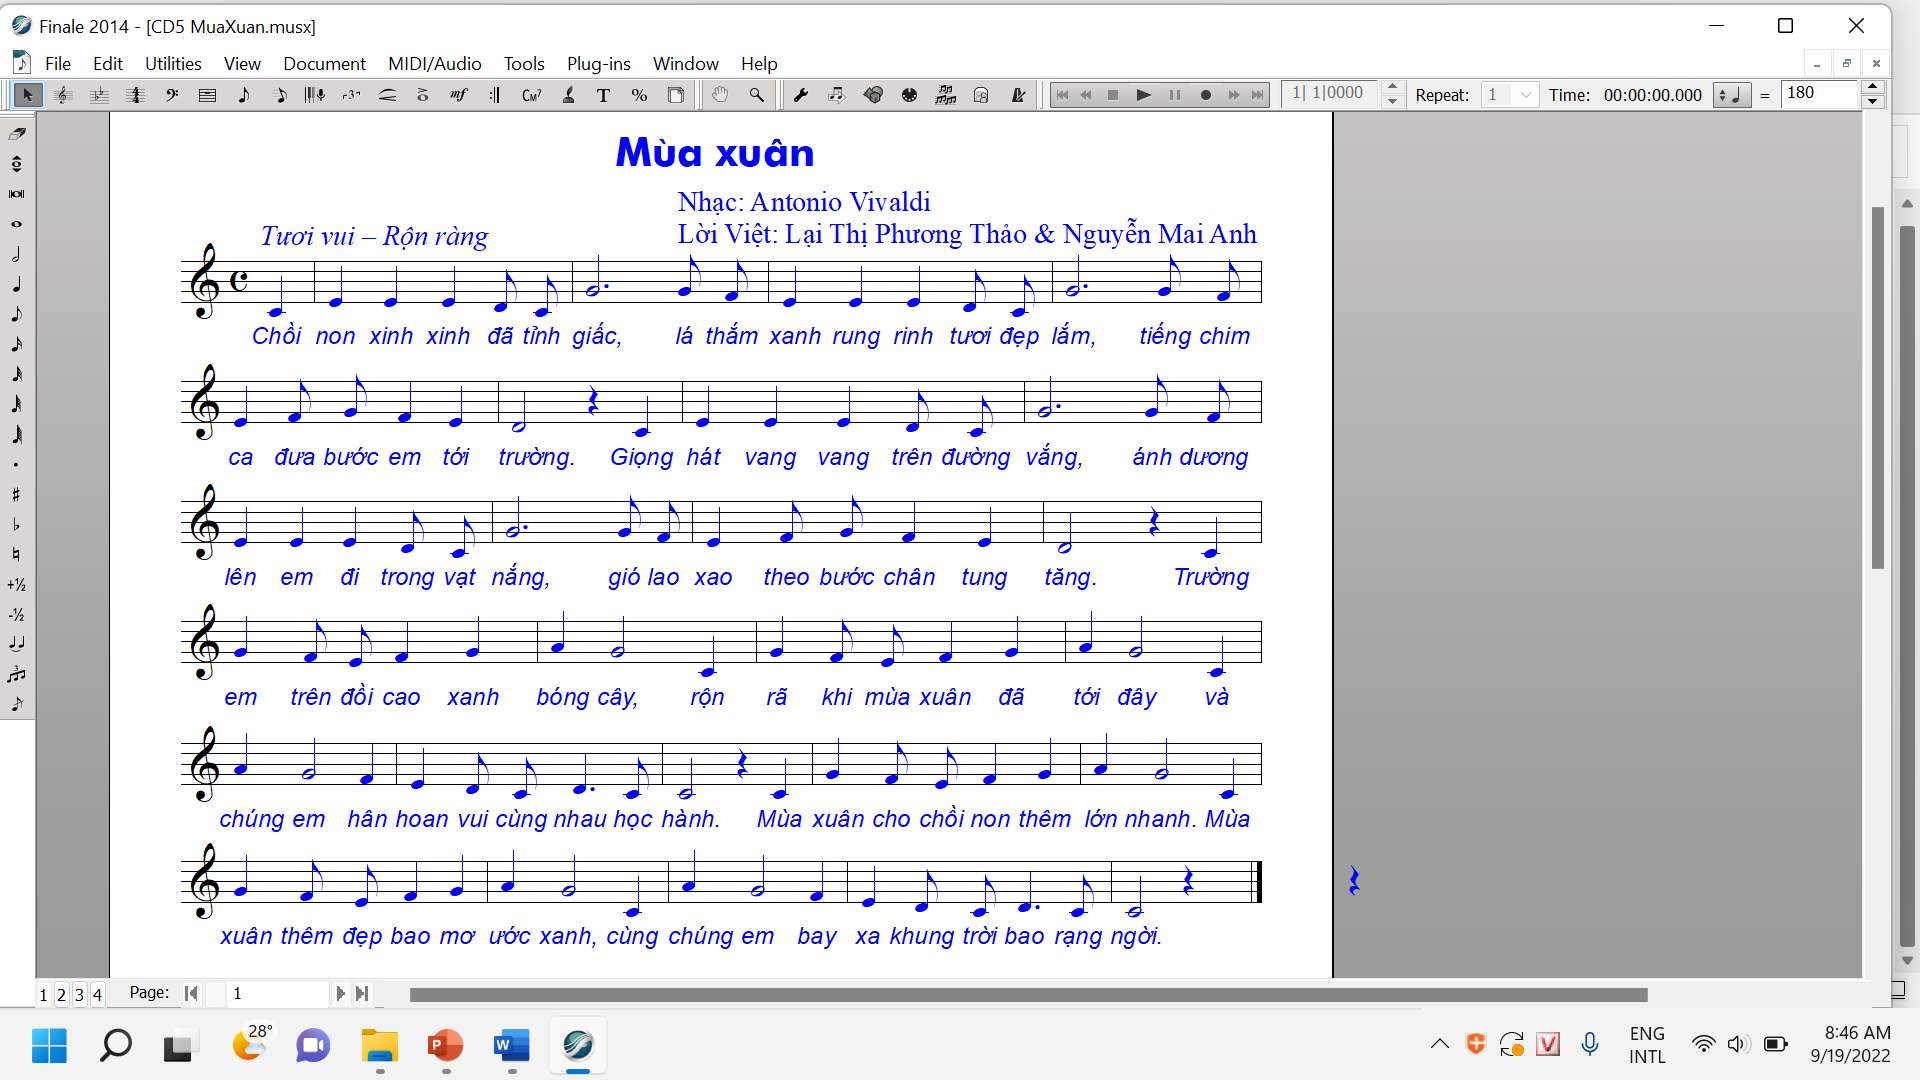 Finale 2014 - [CD5 MuaXuan.musx]
File Edit Utilities View Document MIDI/Audio Tools Plug-ins Window Help
1| 1|0000 Repeat: 1 Time: 00:00:00.000 = 180
Mùa xuân
Nhạc: Antonio Vivaldi
Tươi vui – Rộn ràng
Lời Việt: Lại Thị Phương Thảo & Nguyễn Mai Anh
Chồi non xinh xinh đã tỉnh giấc, lá thắm xanh rung rinh tươi đẹp lắm, tiếng chim
ca đưa bước em tới trường. Giọng hát vang vang trên đường vắng, ánh dương
lên em đi trong vạt nắng, gió lao xao theo bước chân tung tăng. Trường
em trên đồi cao xanh bóng cây, rộn rã khi mùa xuân đã tới đây và
chúng em hân hoan vui cùng nhau học hành. Mùa xuân cho chồi non thêm lớn nhanh. Mùa
xuân thêm đẹp bao mơ ước xanh, cùng chúng em bay xa khung trời bao rạng ngời.
1 2 3 4 Page: 1
28°
ENG
INTL
8:46 AM
9/19/2022